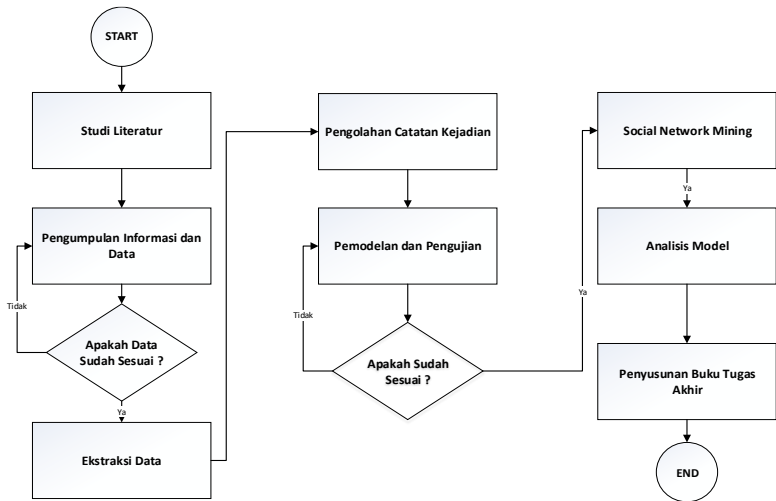 START
Studi Literatur
Pengumpulan Informasi dan
Data
Tidak
Apakah Data
Sudah Sesuai ?
Ya
Ekstraksi Data
Pengolahan Catatan Kejadian
Pemodelan dan Pengujian
Tidak
Apakah Sudah
Sesuai ?
Ya
Social Network Mining
Ya
Analisis Model
Penyusunan Buku Tugas
Akhir
END